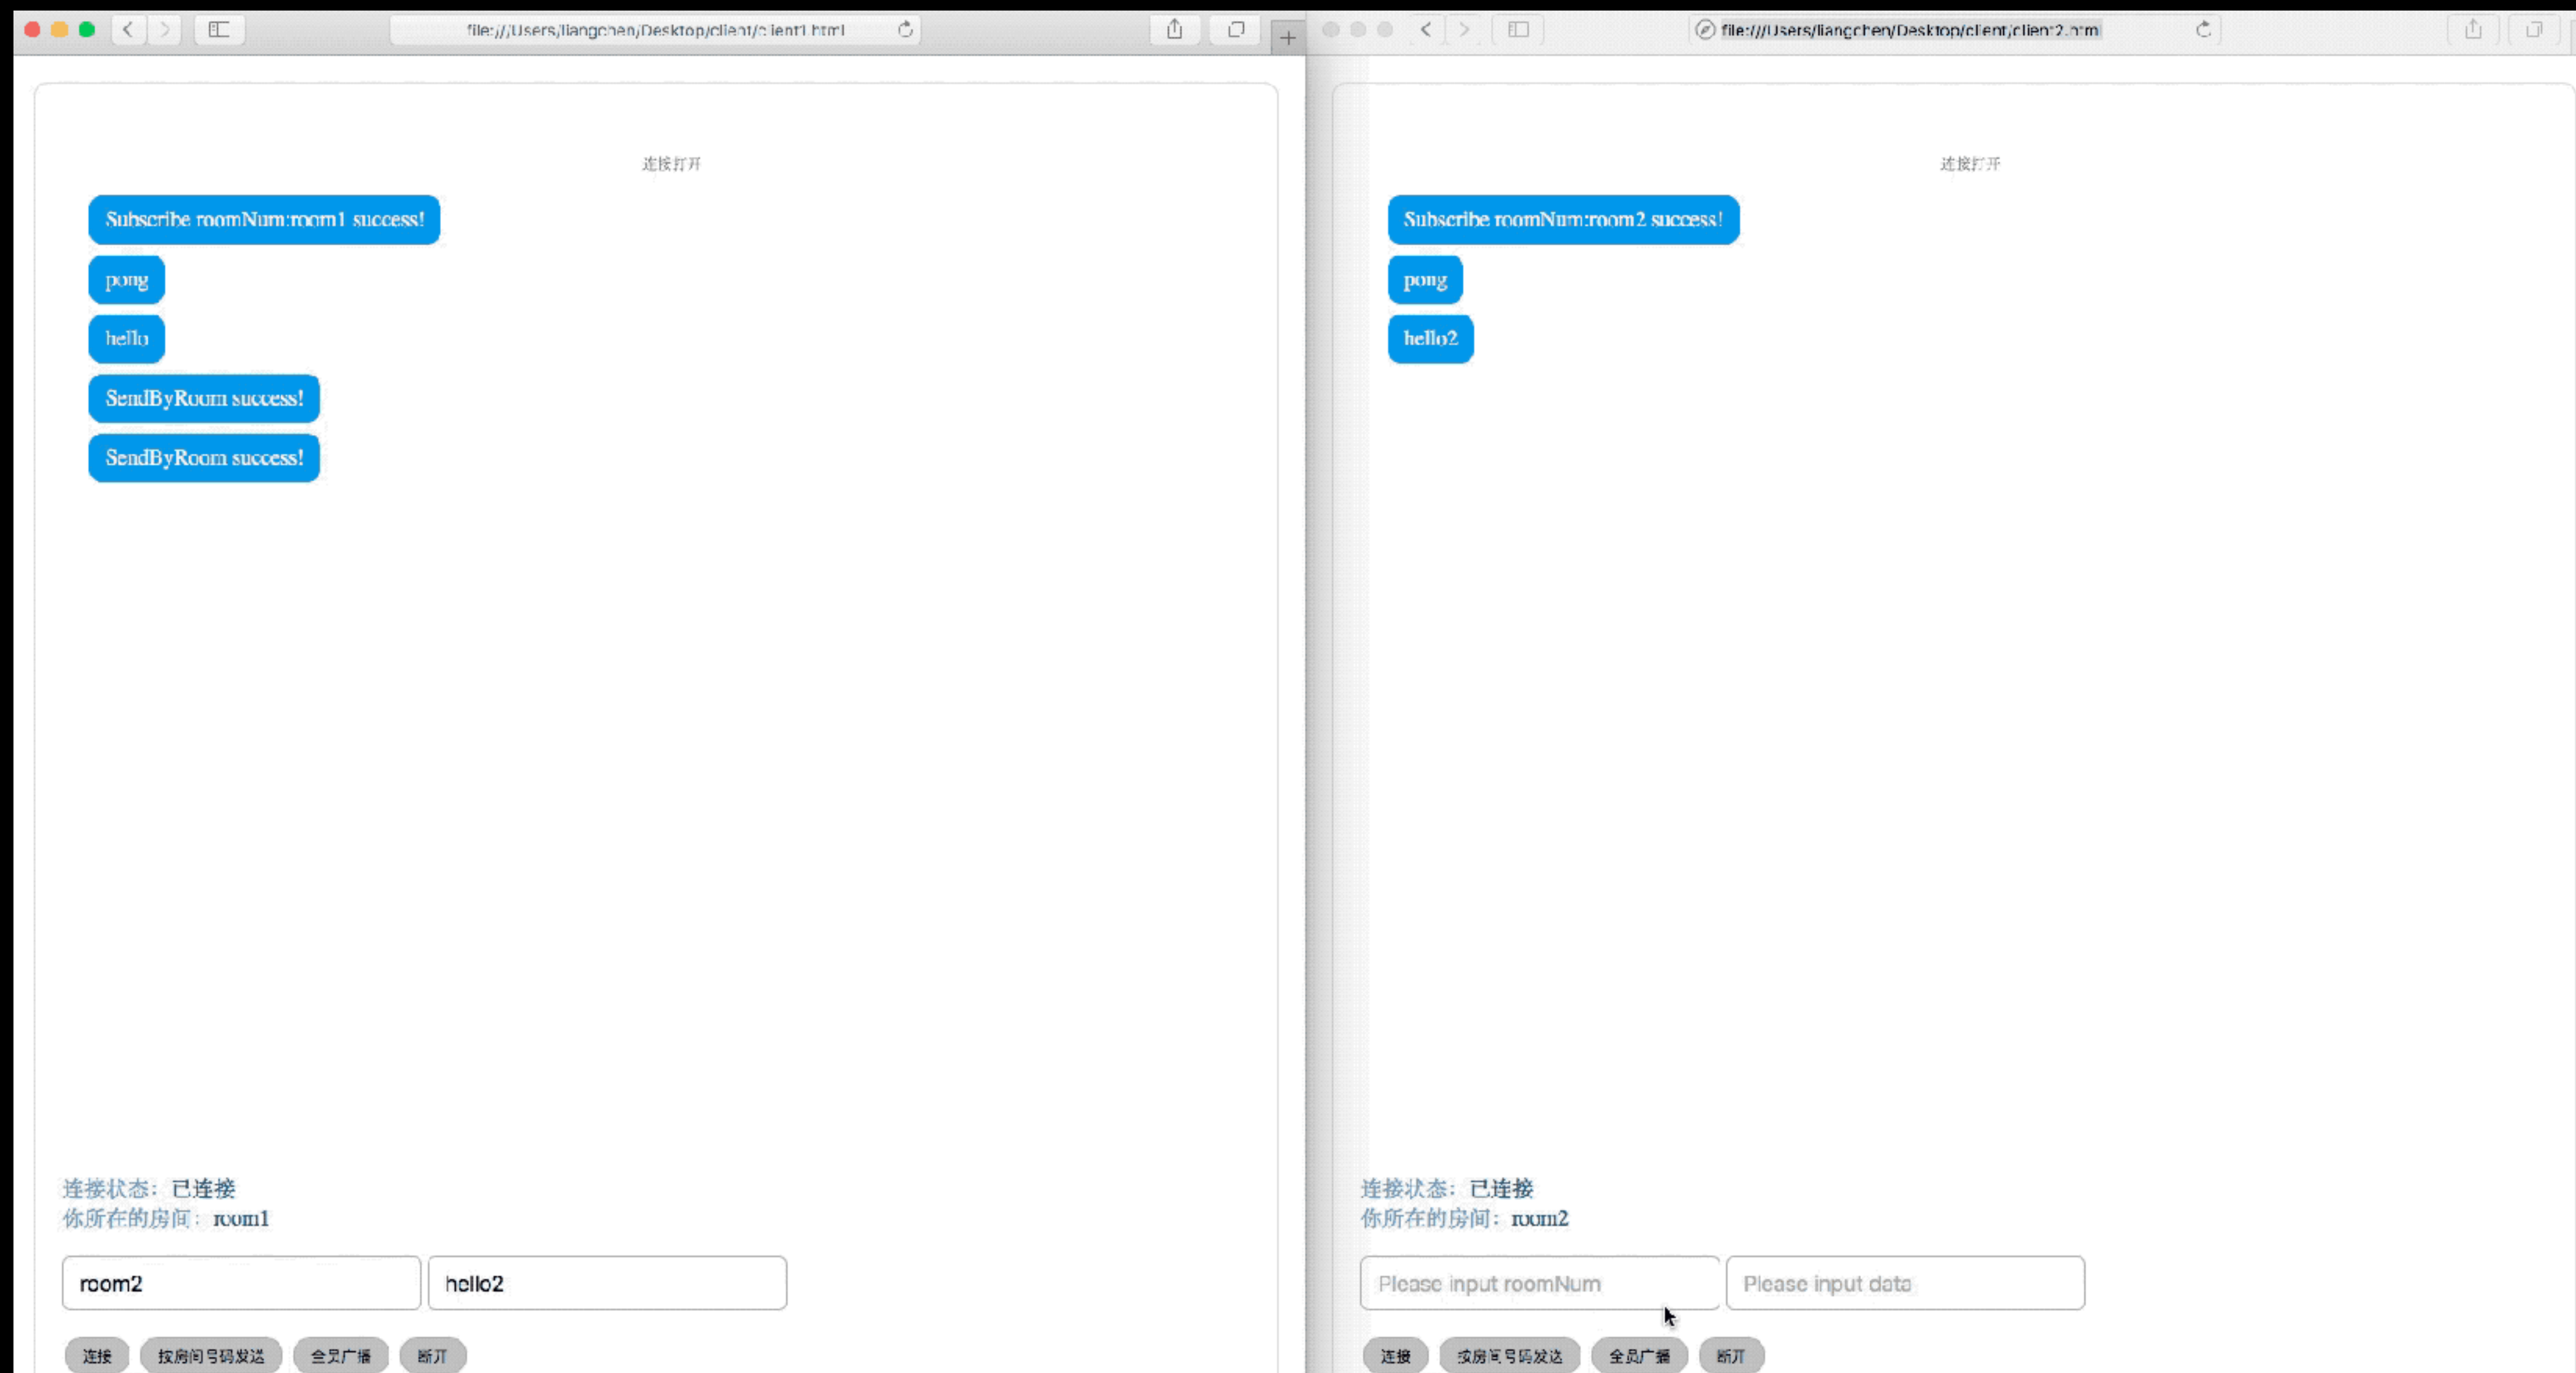 file:///Users/liangchen/Desktop/client/client1.html
连接打开
Subscribe roomNum:room1 success!
pong
hello
SendByRoom success!
SendByRoom success!
连接状态：已连接
你所在的房间：room1
room2 hello2
连接 按房间号码发送 全员广播 断开
file:///Users/liangchen/Desktop/client/client2.html
连接打开
Subscribe roomNum:room2 success!
pong
hello2
连接状态：已连接
你所在的房间：room2
Please input roomNum Please input data
连接 按房间号码发送 全员广播 断开